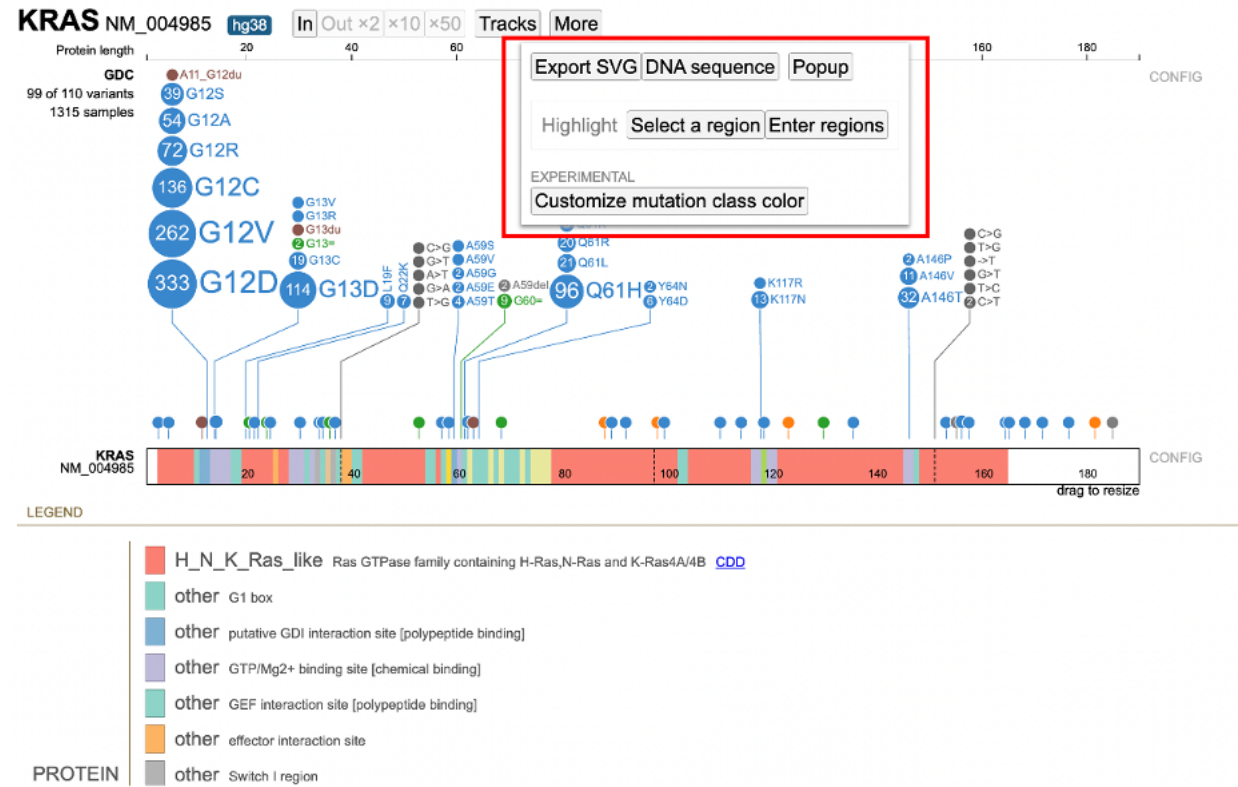 KRAS NM_004985 hg38 In Out ×2 ×10 ×50 Tracks More
Protein length 20 40 60 160 180
GDC
99 of 110 variants
1315 samples
CONFIG
Export SVG DNA sequence Popup
Highlight Select a region Enter regions
EXPERIMENTAL
Customize mutation class color
A11_G12du
39 G12S
54 G12A
72 G12R
136 G12C
262 G12V
333 G12D
G13V
G13R
G13du
2 G13=
19 G13C
114 G13D
9 L19F
7 Q22K
C>G
G>T
A>T
G>A
T>G
A59S
A59V
2 A59G
2 A59E
4 A59T
2 A59del
9 G60=
20 Q61R
21 Q61L
96 Q61H
2 Y64N
6 Y64D
K117R
13 K117N
2 A146P
11 A146V
32 A146T
C>G
T>G
->T
G>T
T>C
2 C>T
KRAS
NM_004985
20 40 60 80 100 120 140 160 180
CONFIG
drag to resize
LEGEND
H_N_K_Ras_like Ras GTPase family containing H-Ras,N-Ras and K-Ras4A/4B CDD
other G1 box
other putative GDI interaction site [polypeptide binding]
other GTP/Mg2+ binding site [chemical binding]
other GEF interaction site [polypeptide binding]
other effector interaction site
PROTEIN other Switch I region